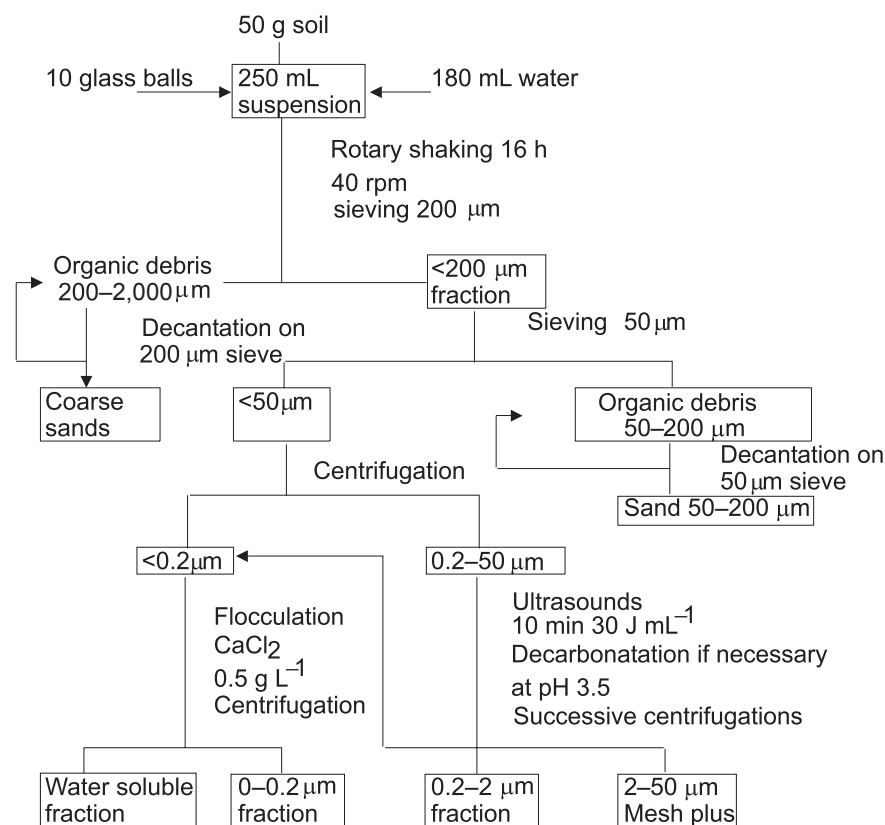 50 g soil
10 glass balls
250 mL
suspension
180 mL water
Rotary shaking 16 h
40 rpm
sieving 200 μm
Organic debris
200–2,000 μm
<200 μm
fraction
Sieving 50 μm
Decantation on
200 μm sieve
Coarse
sands
<50 μm
Organic debris
50–200 μm
Decantation on
50 μm sieve
Sand 50–200 μm
Centrifugation
<0.2 μm
0.2–50 μm
Flocculation
CaCl2
0.5 g L–1
Centrifugation
Ultrasounds
10 min 30 J mL–1
Decarbonatation if necessary
at pH 3.5
Successive centrifugations
Water soluble
fraction
0–0.2 μm
fraction
0.2–2 μm
fraction
2–50 μm
Mesh plus